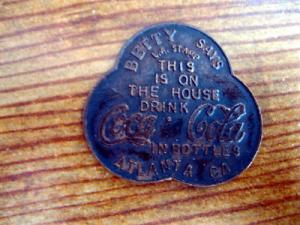 BETTY SAYS
THIS
IS ON
THE HOUSE
DRINK
Coca-Cola
IN BOTTLES
ATLANTA GA